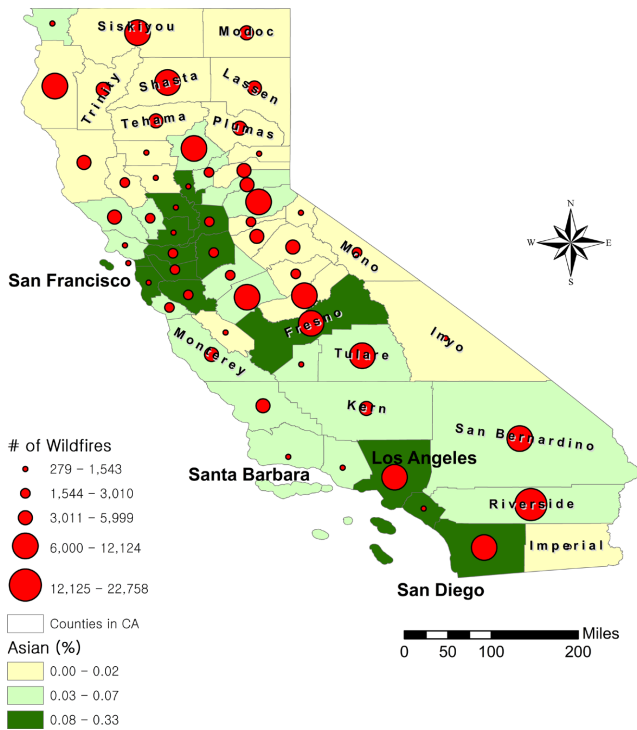 Siskiyou
Modoc
Trinity
Shasta
Lassen
Tehama
Plumas
N
W
E
S
San Francisco
Mono
Fresno
Inyo
Monterey
Tulare
Kern
San Bernardino
# of Wildfires
Los Angeles
Santa Barbara
279 - 1,543
1,544 - 3,010
3,011 - 5,999
Riverside
6,000 - 12,124
Imperial
12,125 - 22,758
San Diego
Counties in CA
Miles
0 25 50 100 200
Asian (%)
0.00 - 0.02
0.03 - 0.07
0.08 - 0.33